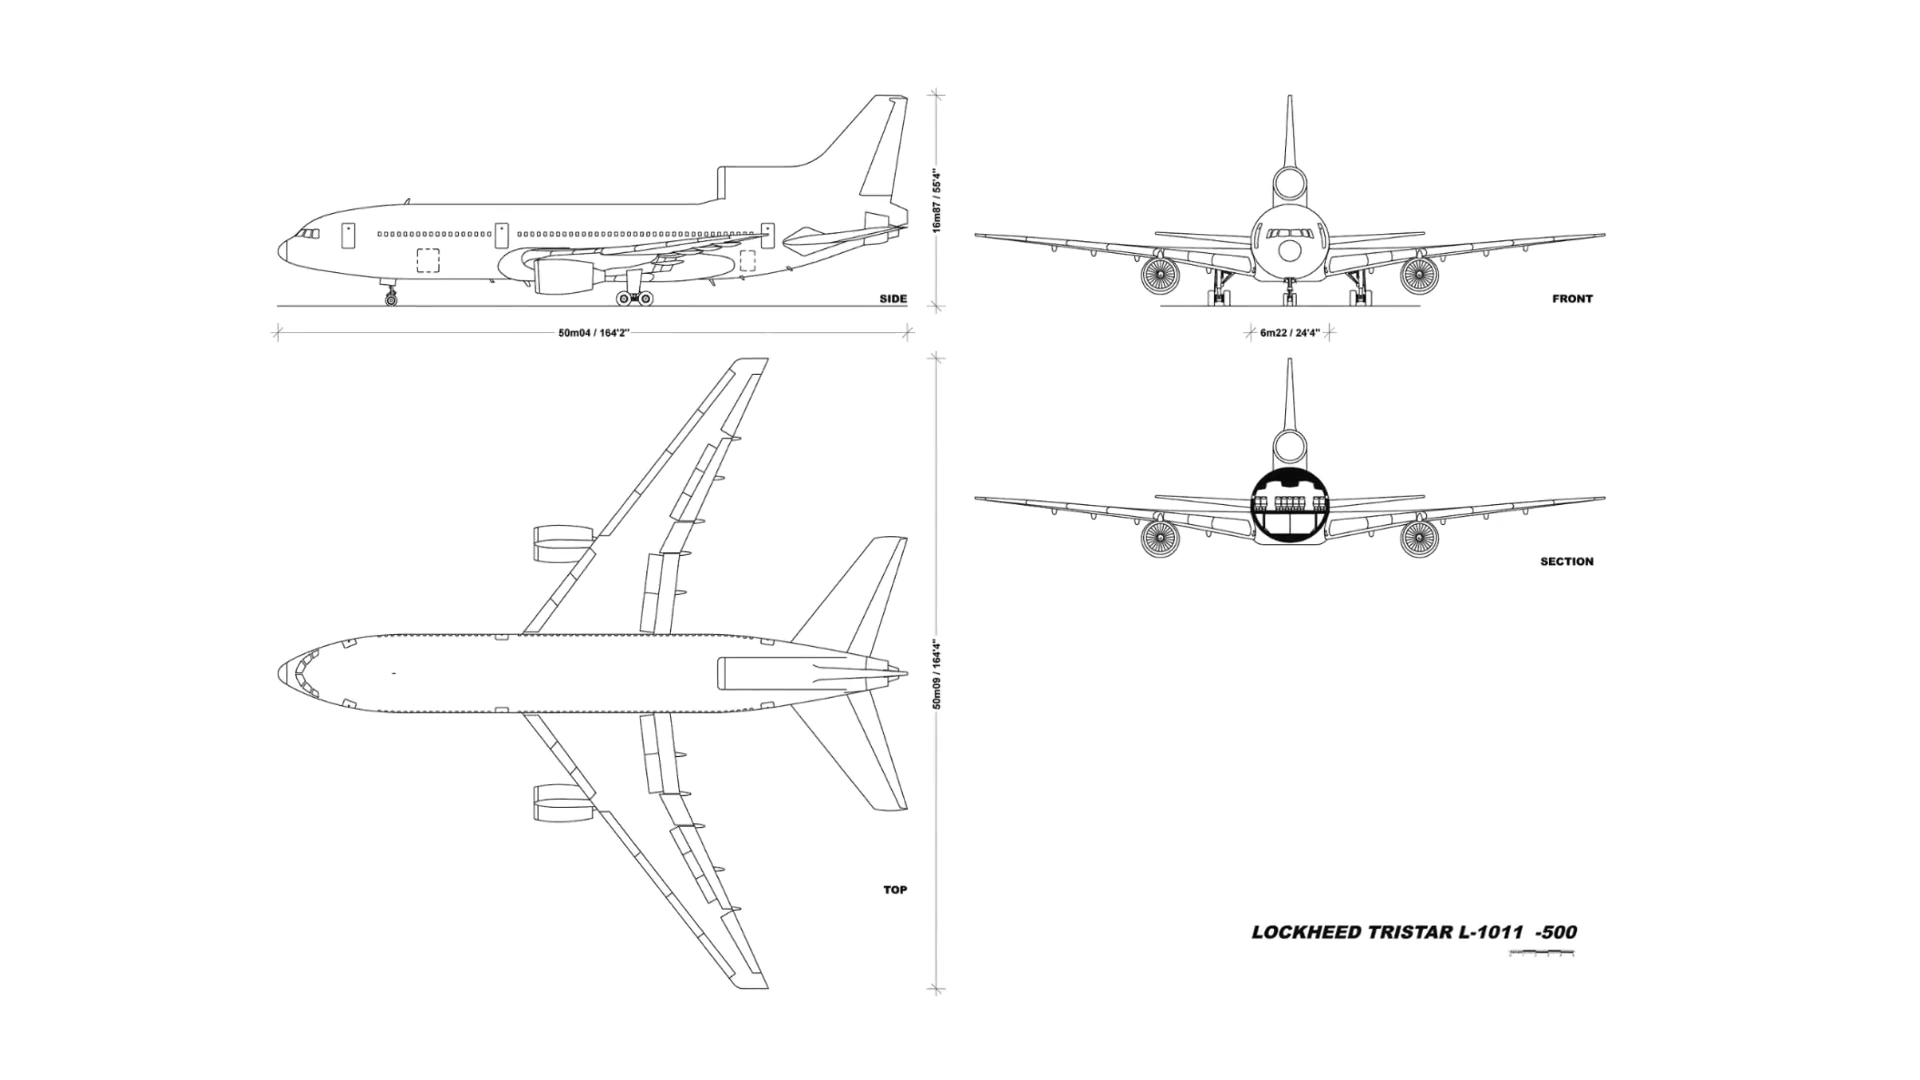 16m87 / 55'4"
SIDE
FRONT
50m04 / 164'2"
6m22 / 24'4"
SECTION
50m09 / 164'4"
TOP
LOCKHEED TRISTAR L-1011 -500